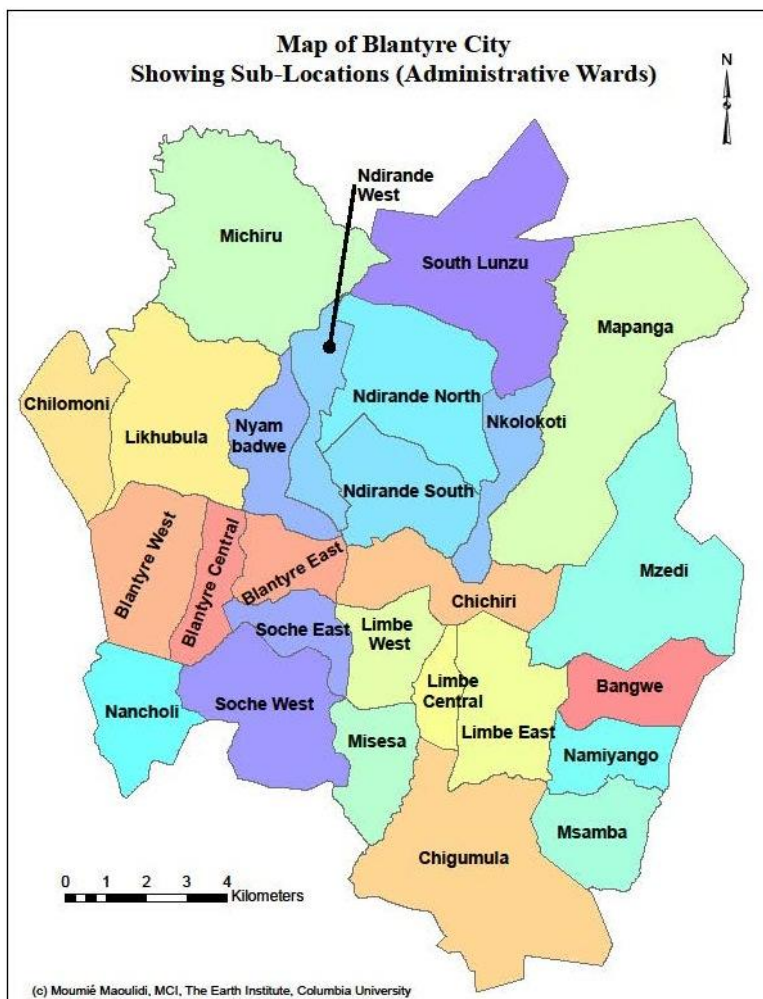 Map of Blantyre City
Showing Sub-Locations (Administrative Wards)
N
Ndirande
West
Michiru
South Lunzu
Mapanga
Chilomoni
Likhubula
Nyam
badwe
Ndirande North
Nkolokoti
Ndirande South
Blantyre West
Blantyre Central
Blantyre East
Mzedi
Chichiri
Soche East
Limbe
West
Nancholi
Soche West
Limbe
Central
Bangwe
Misesa
Limbe East
Namiyango
Msamba
Chigumula
0 1 2 3 4
Kilometers
(c) Moumié Maoulidi, MCI, The Earth Institute, Columbia University